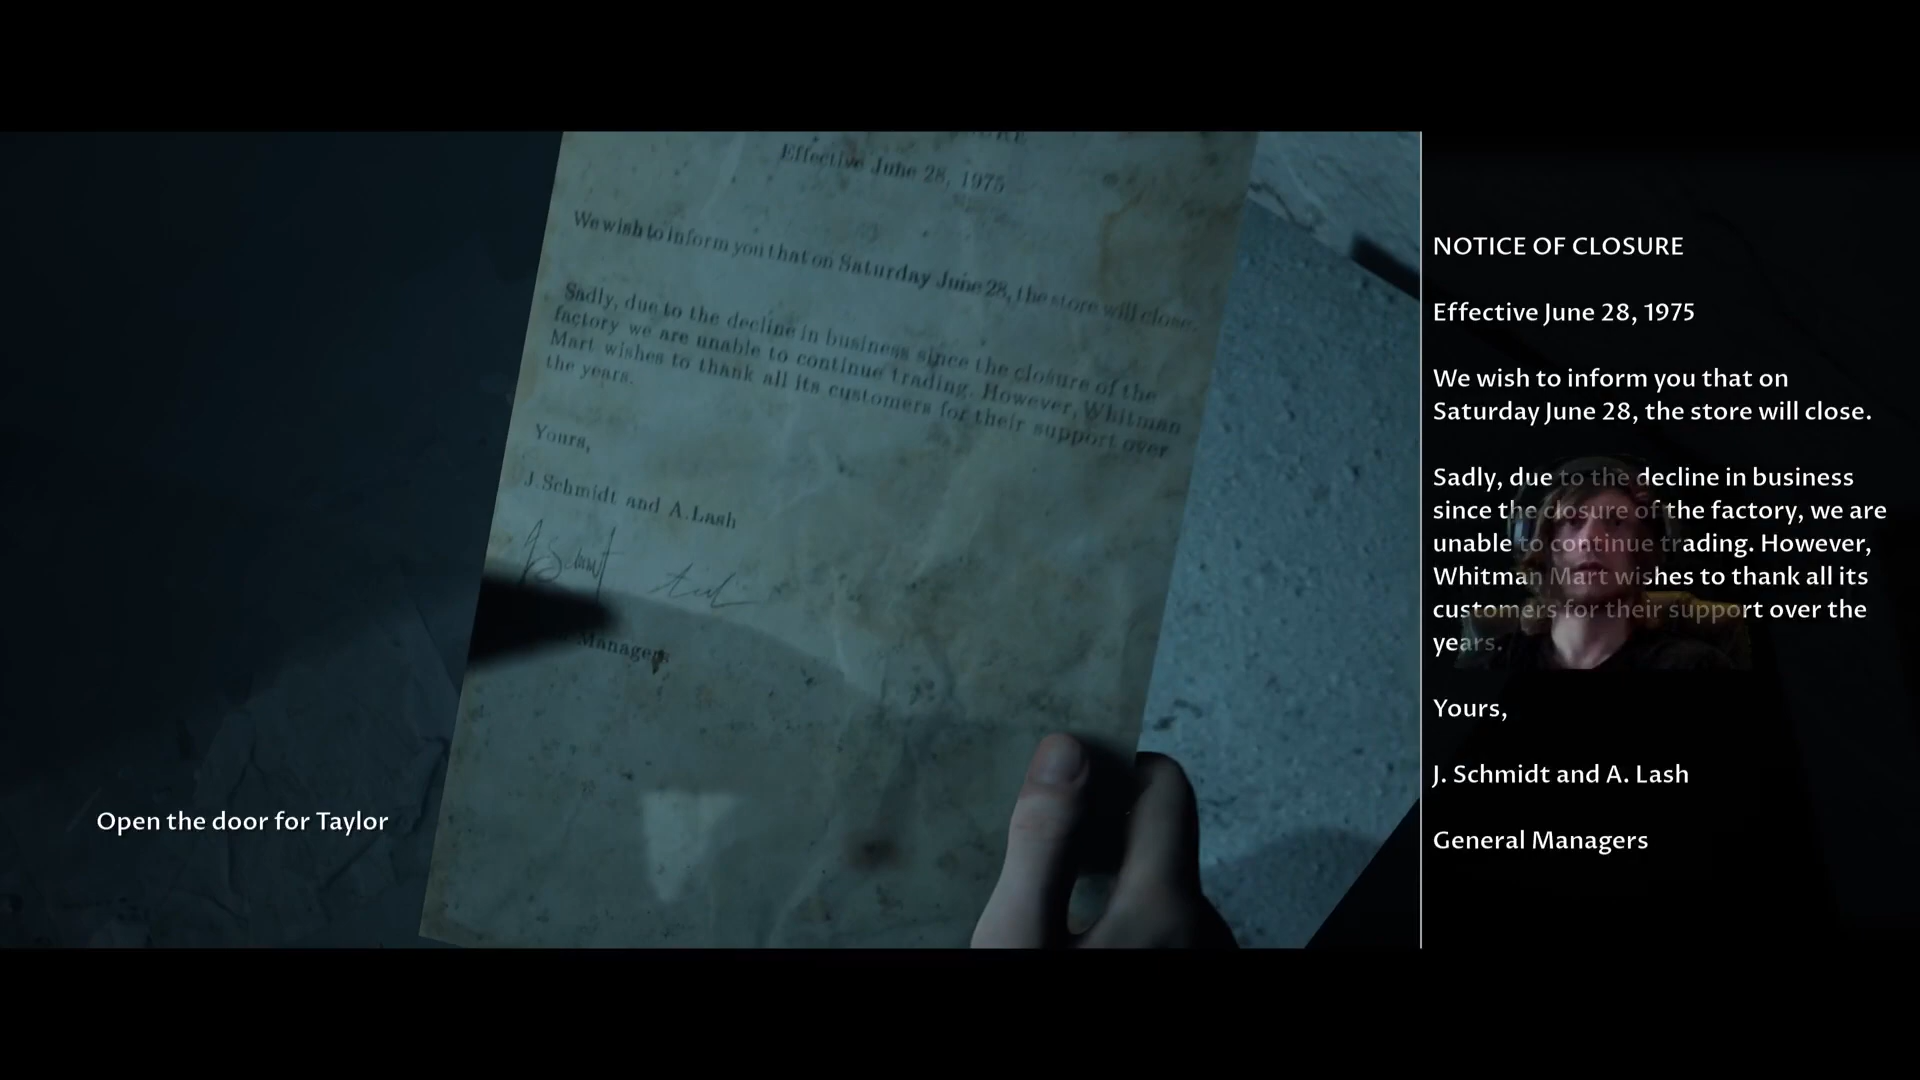 Effective June 28, 1975
We wish to inform you that on Saturday June 28, the store will close.
Sadly, due to the decline in business since the closure of the
factory we are unable to continue trading. However, Whitman
Mart wishes to thank all its customers for their support over
the years.
Yours,
J.Schmidt and A.Lash
Managers
Open the door for Taylor
NOTICE OF CLOSURE
Effective June 28, 1975
We wish to inform you that on
Saturday June 28, the store will close.
Sadly, due to the decline in business
since the closure of the factory, we are
unable to continue trading. However,
Whitman Mart wishes to thank all its
customers for their support over the
years.
Yours,
J. Schmidt and A. Lash
General Managers